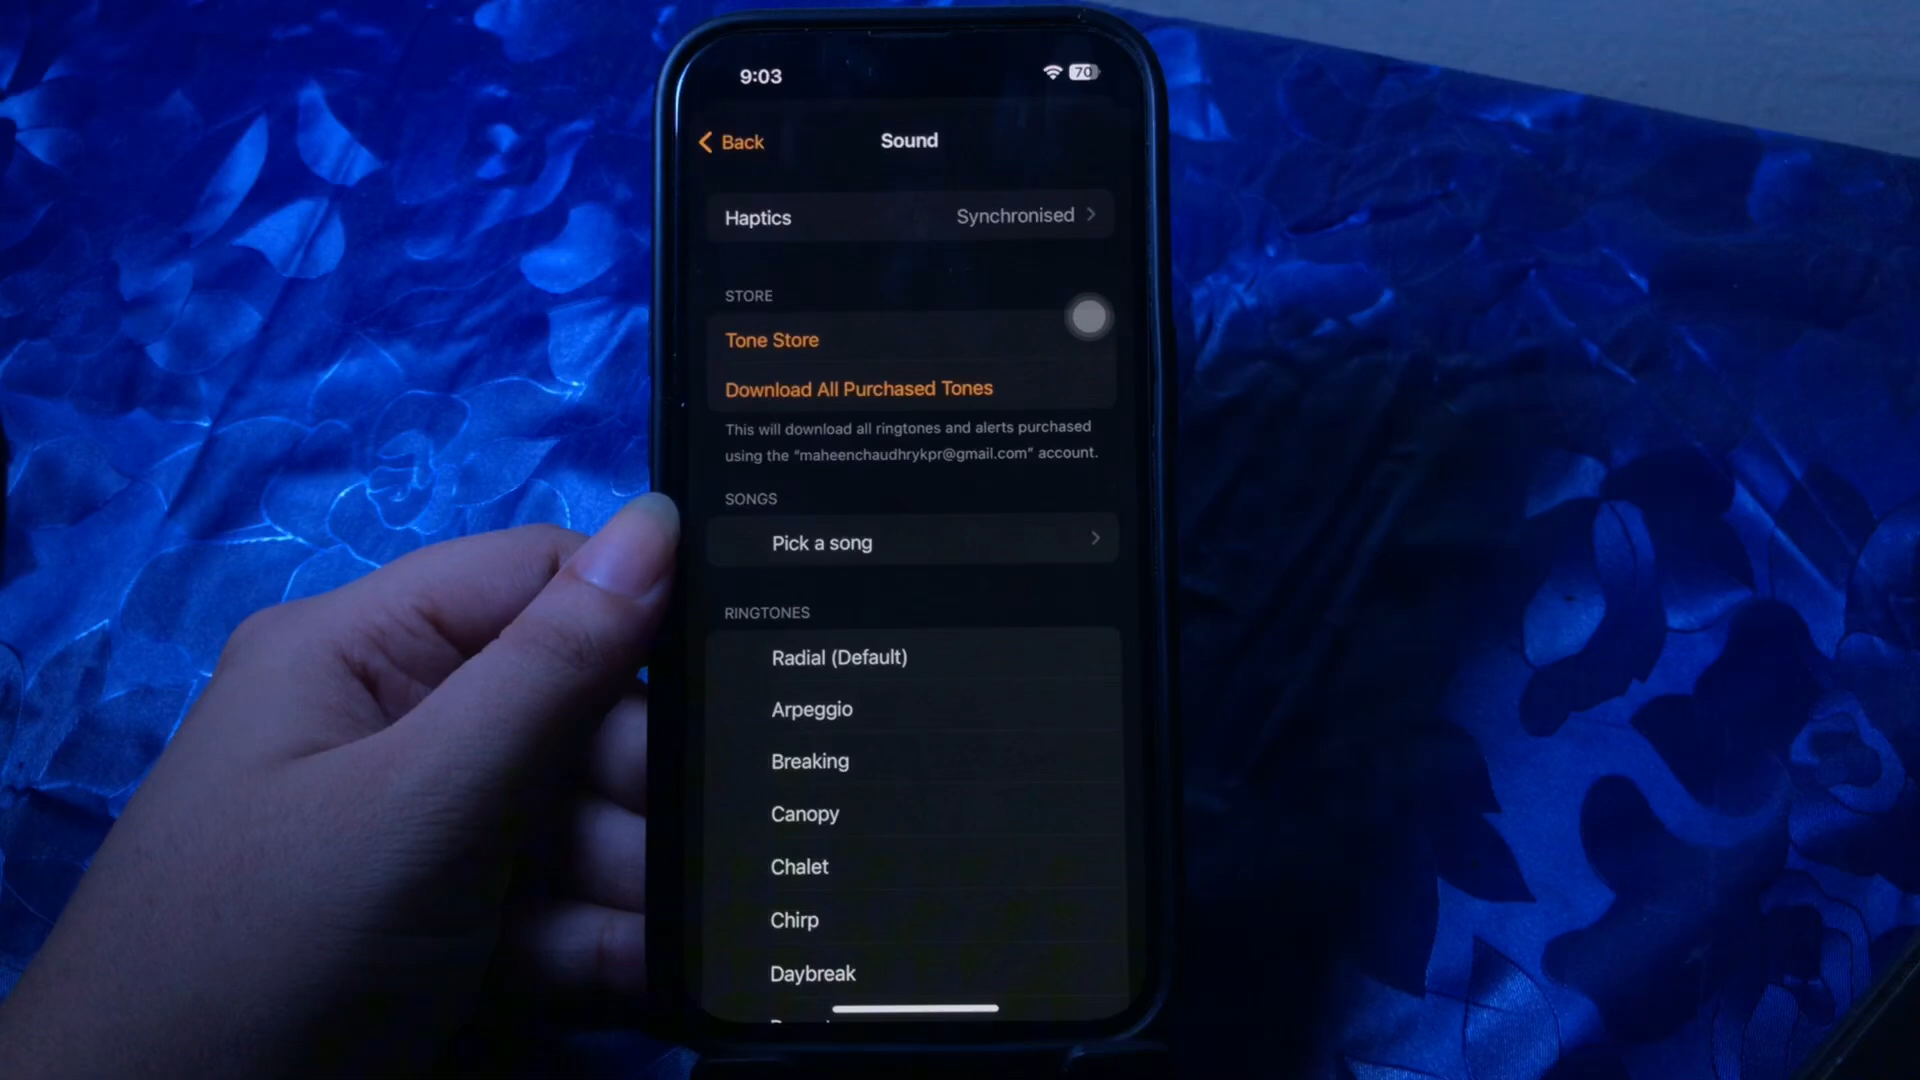 9:03
70
Back
Sound
Haptics
Synchronised
STORE
Tone Store
Download All Purchased Tones
This will download all ringtones and alerts purchased
using the “maheenchaudhrykpr@gmail.com” account.
SONGS
Pick a song
RINGTONES
Radial (Default)
Arpeggio
Breaking
Canopy
Chalet
Chirp
Daybreak